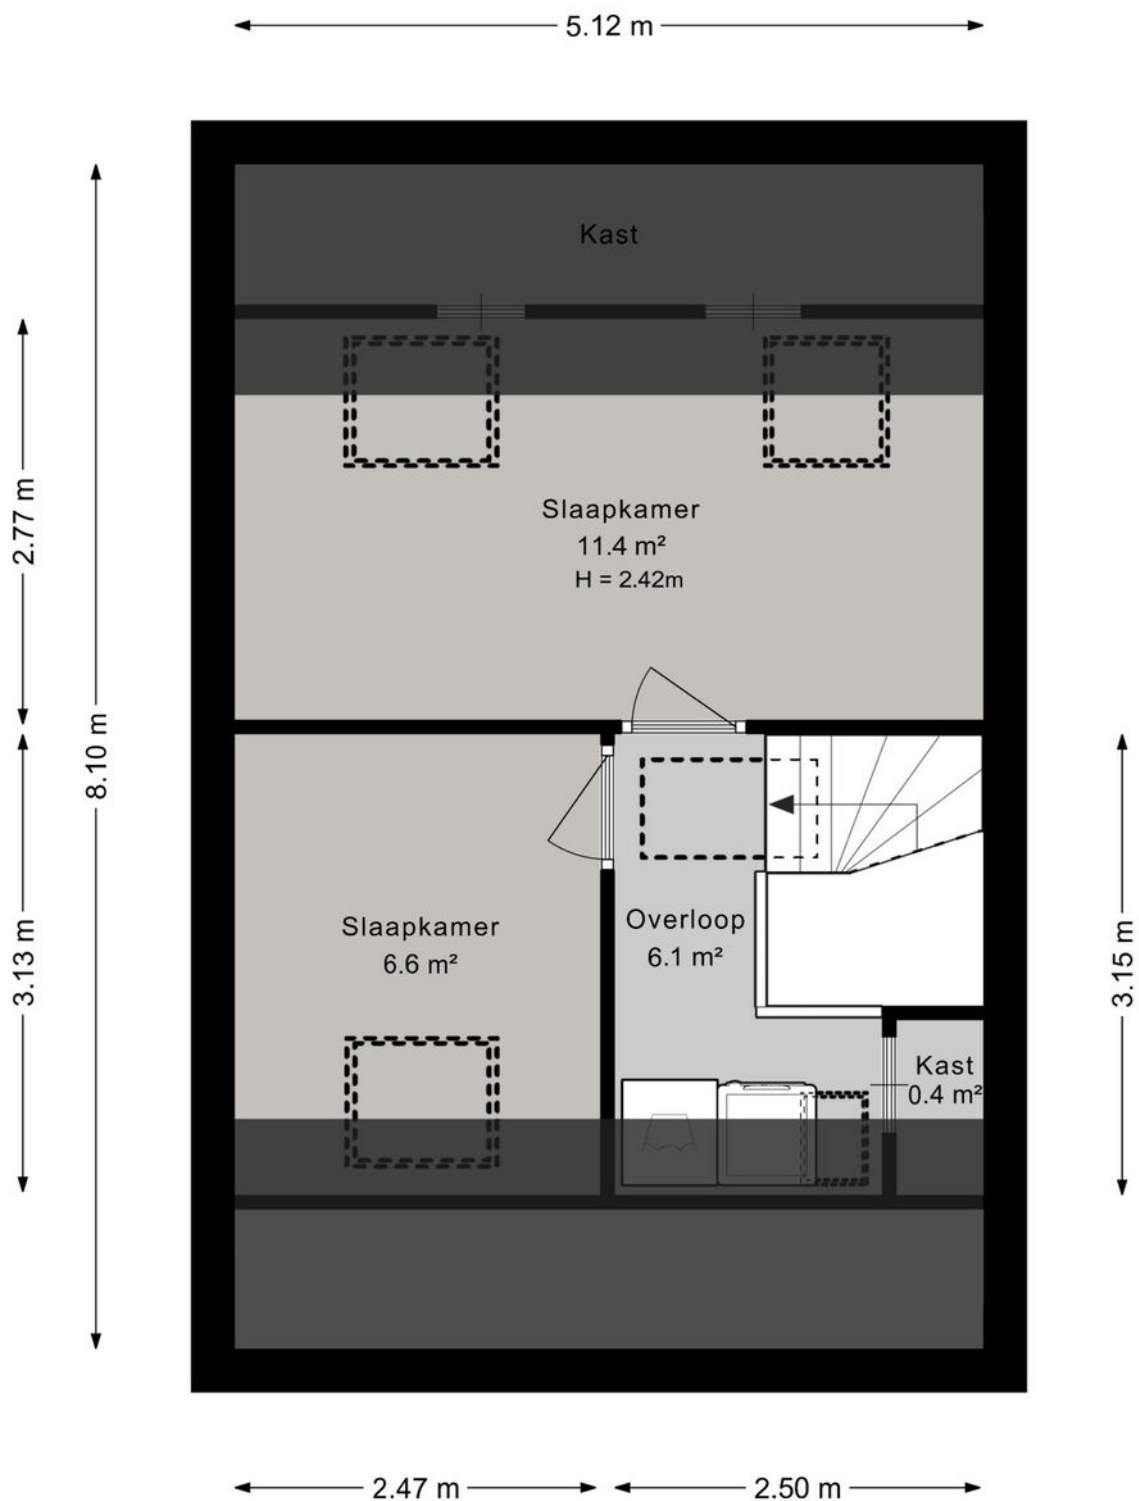 5.12 m
Kast
2.77 m
Slaapkamer
11.4 m²
H = 2.42m
8.10 m
3.13 m
Slaapkamer
6.6 m²
Overloop
6.1 m²
3.15 m
Kast
0.4 m²
2.47 m
2.50 m